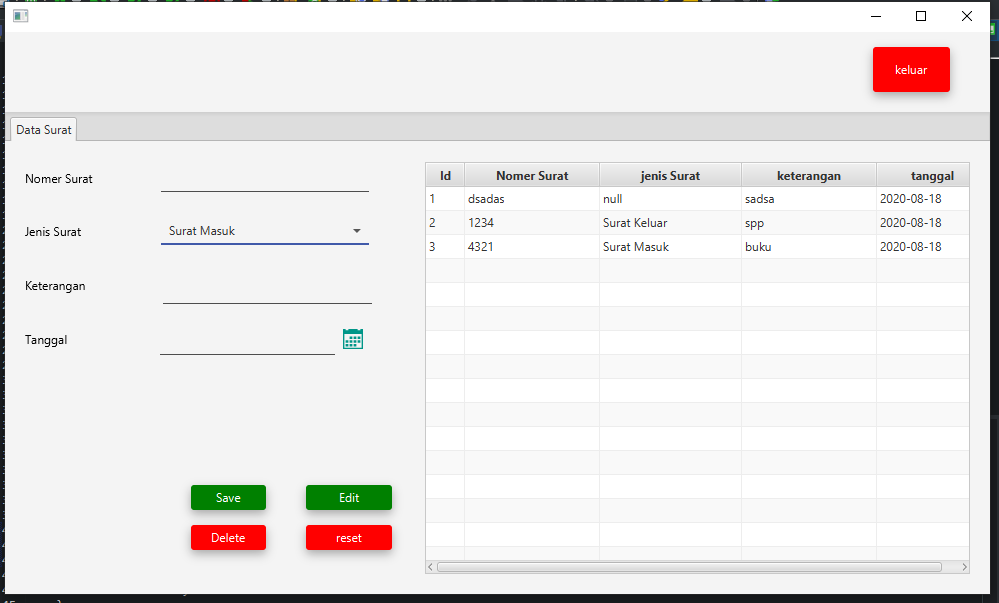 keluar
Data Surat
Nomer Surat
Jenis Surat
Surat Masuk
Keterangan
Tanggal
Save
Edit
Delete
reset
Id Nomer Surat jenis Surat keterangan tanggal
1 dsadas null sadsa 2020-08-18
2 1234 Surat Keluar spp 2020-08-18
3 4321 Surat Masuk buku 2020-08-18